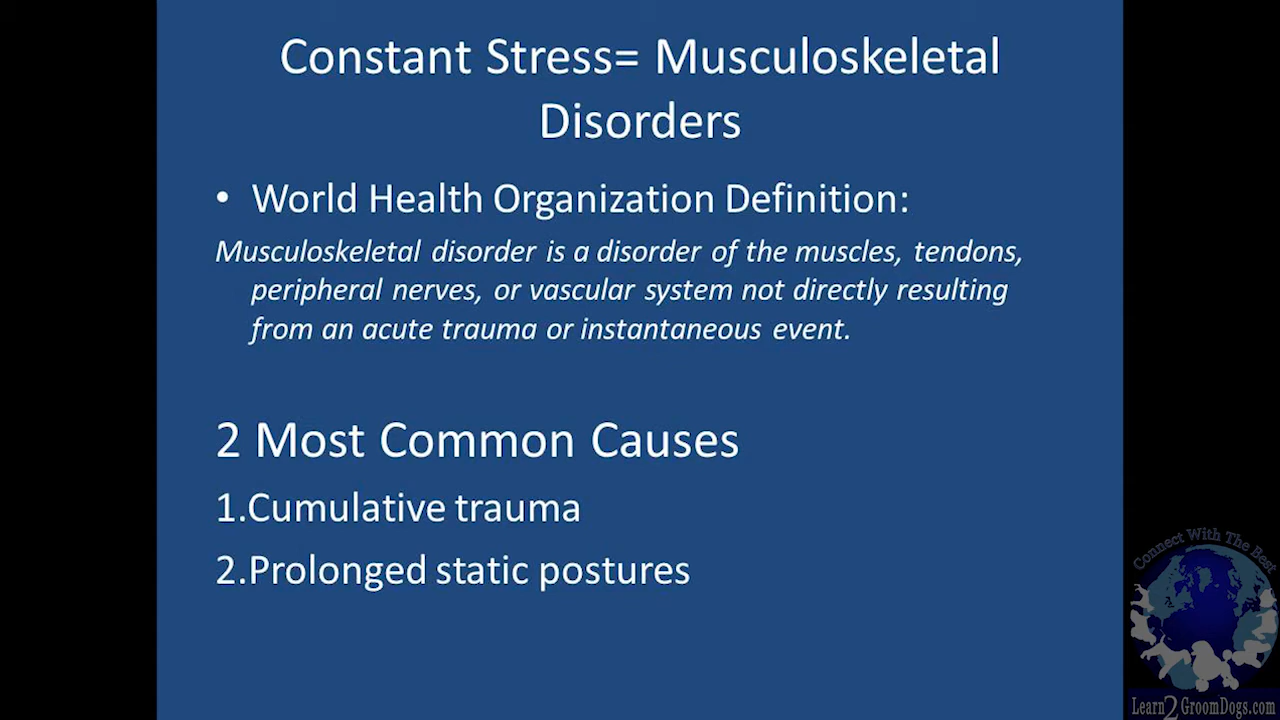 Constant Stress= Musculoskeletal
Disorders
• World Health Organization Definition:
Musculoskeletal disorder is a disorder of the muscles, tendons,
peripheral nerves, or vascular system not directly resulting
from an acute trauma or instantaneous event.
2 Most Common Causes
1.Cumulative trauma
2.Prolonged static postures
Connect With The Best
Learn2GroomDogs.com